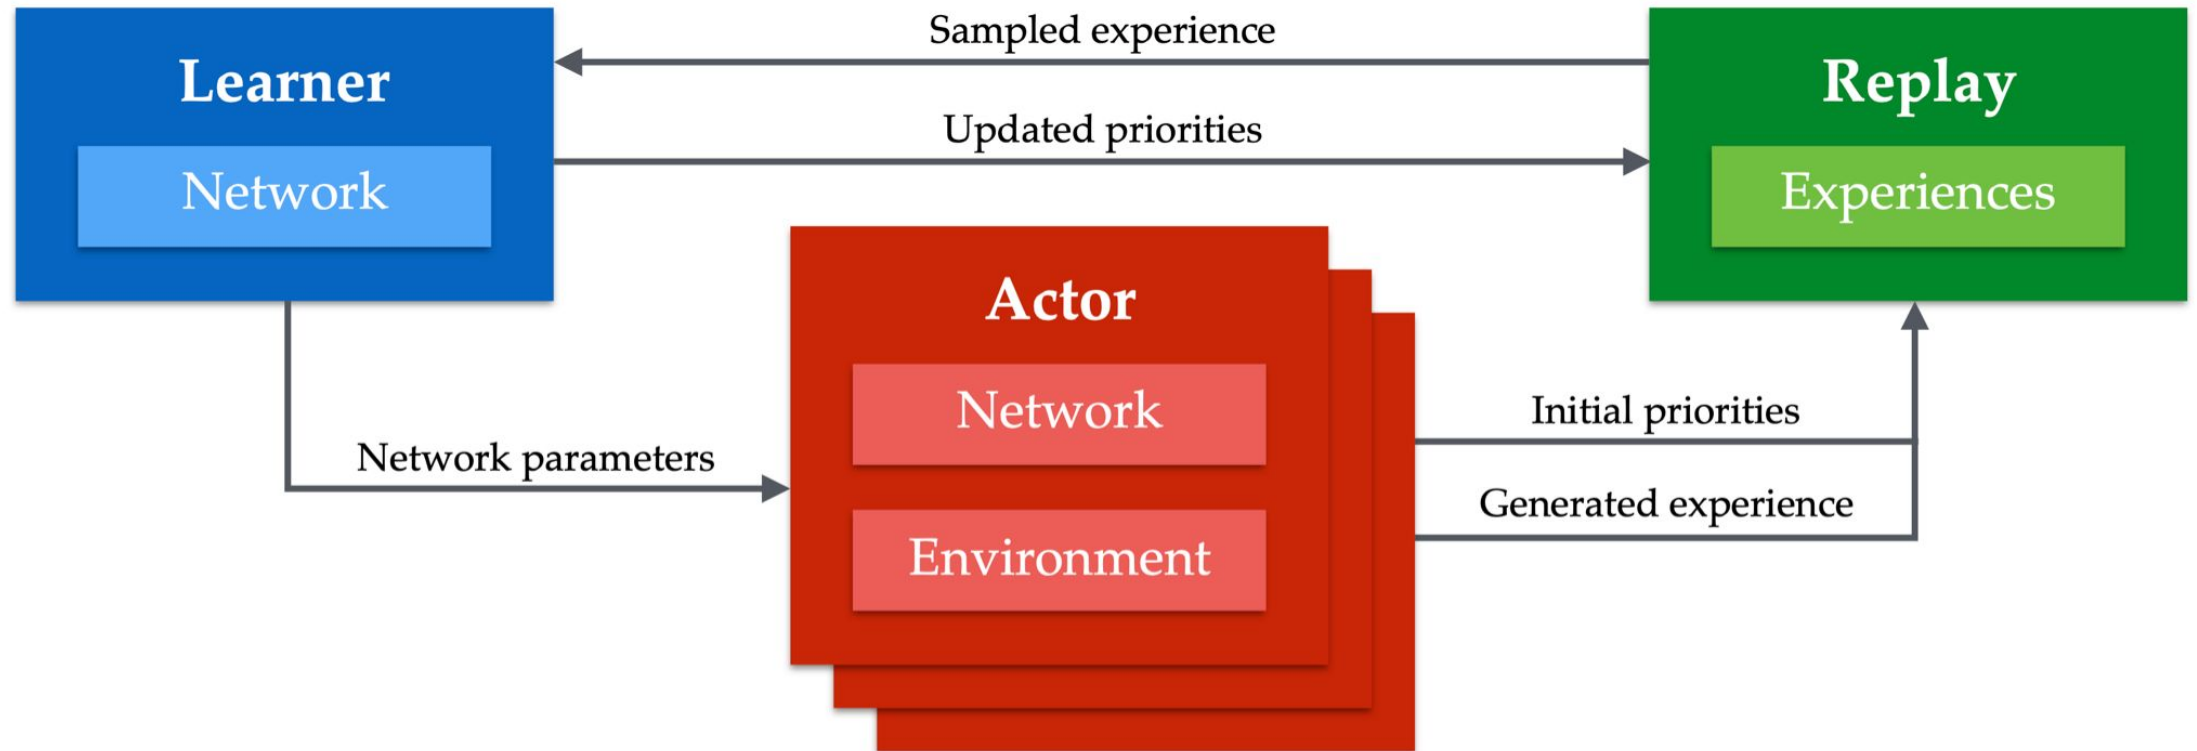 Sampled experience
Learner
Replay
Updated priorities
Network
Experiences
Actor
Network
Initial priorities
Network parameters
Generated experience
Environment